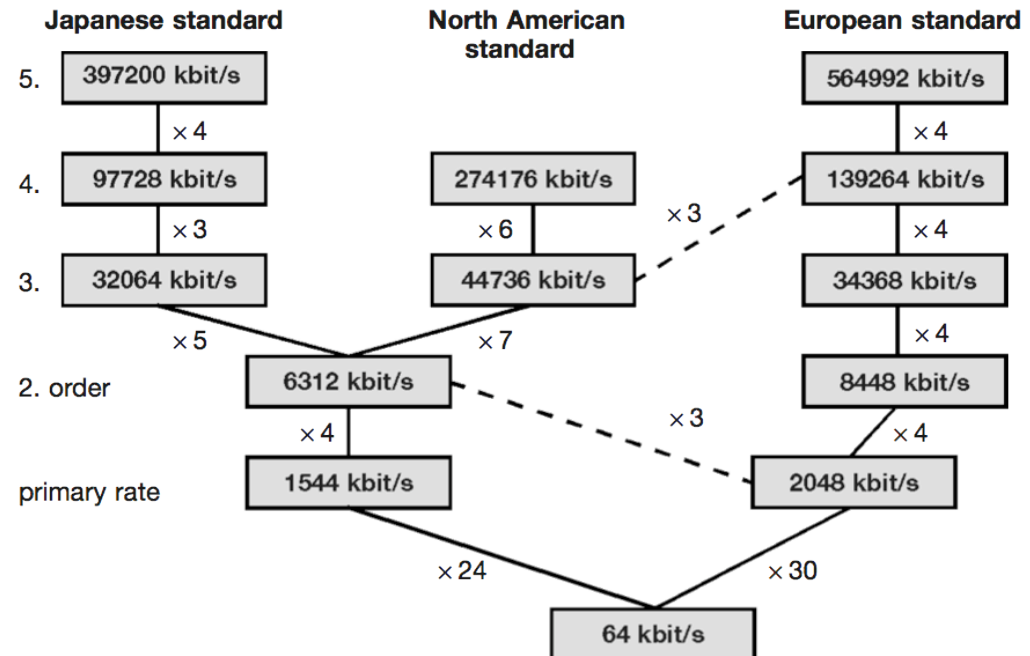 Japanese standard
North American
standard
European standard
5.
397200 kbit/s
564992 kbit/s
× 4
× 4
4.
97728 kbit/s
274176 kbit/s
139264 kbit/s
× 3
× 6
× 3
× 4
3.
32064 kbit/s
44736 kbit/s
34368 kbit/s
× 5
× 7
× 4
2. order
6312 kbit/s
8448 kbit/s
× 4
× 3
× 4
primary rate
1544 kbit/s
2048 kbit/s
× 24
× 30
64 kbit/s